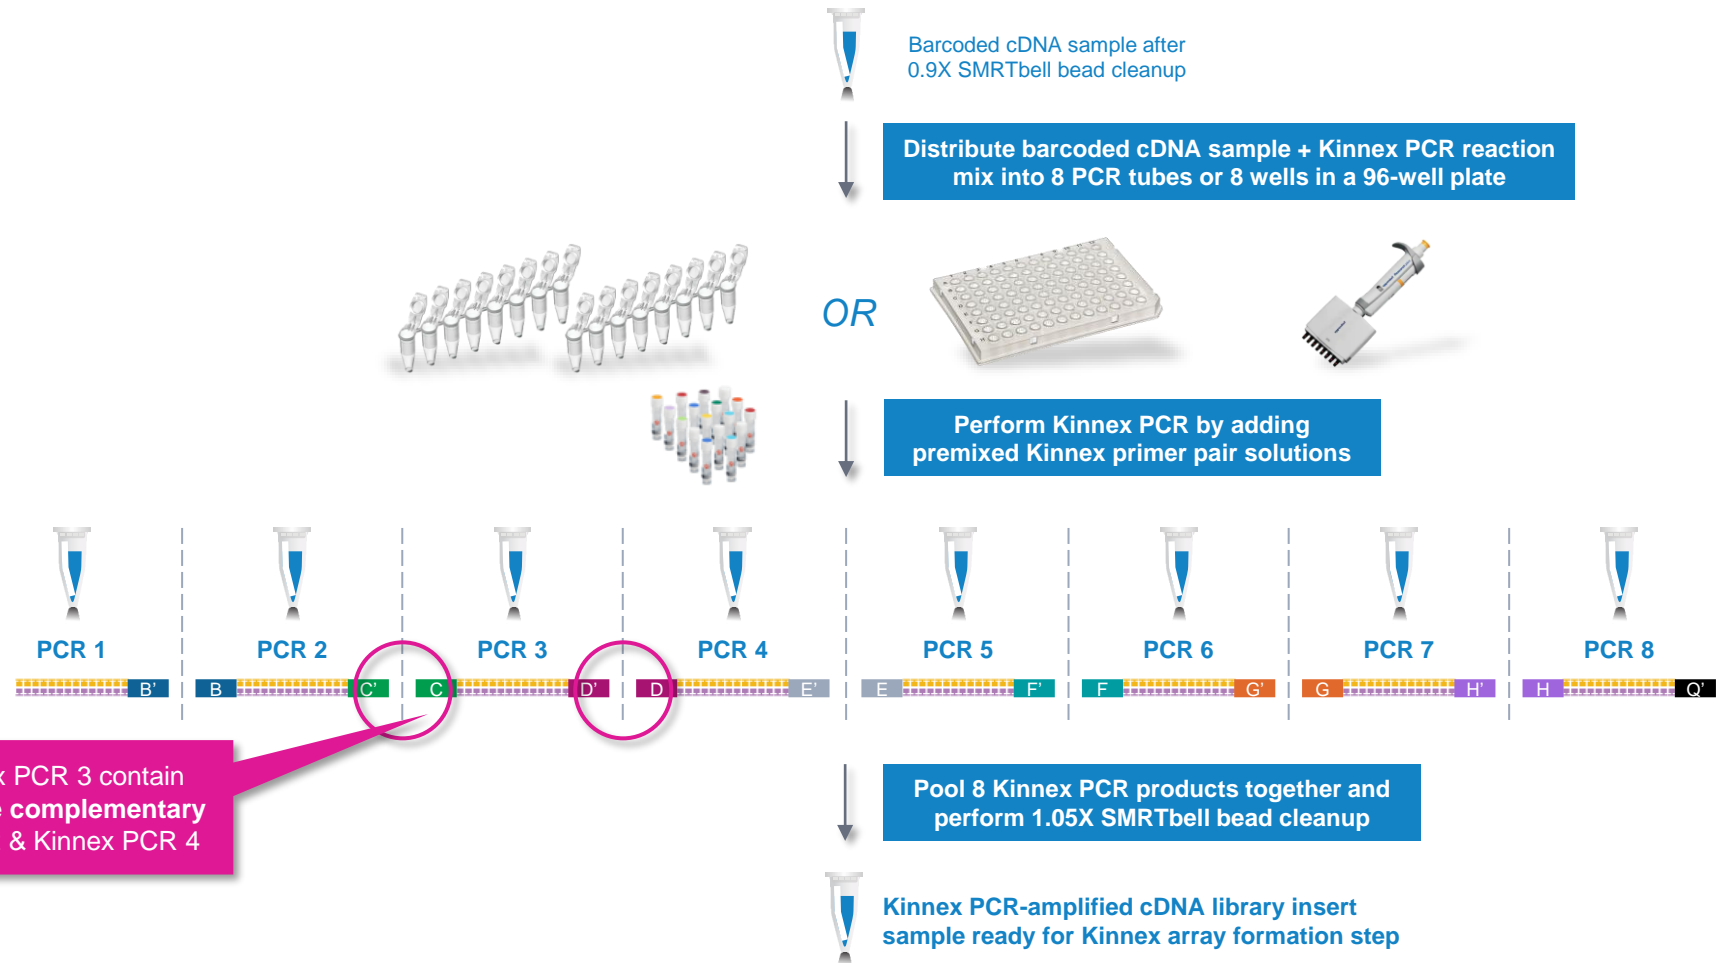 Barcoded cDNA sample after
0.9X SMRTbell bead cleanup
Distribute barcoded cDNA sample + Kinnex PCR reaction
mix into 8 PCR tubes or 8 wells in a 96-well plate
OR
Perform Kinnex PCR by adding
premixed Kinnex primer pair solutions
PCR 1 PCR 2 PCR 3 PCR 4 PCR 5 PCR 6 PCR 7 PCR 8
B' B C' C D' D E' E F' F G' G H' H Q'
PCR 3 contain
complementary
& Kinnex PCR 4
Pool 8 Kinnex PCR products together and
perform 1.05X SMRTbell bead cleanup
Kinnex PCR-amplified cDNA library insert
sample ready for Kinnex array formation step